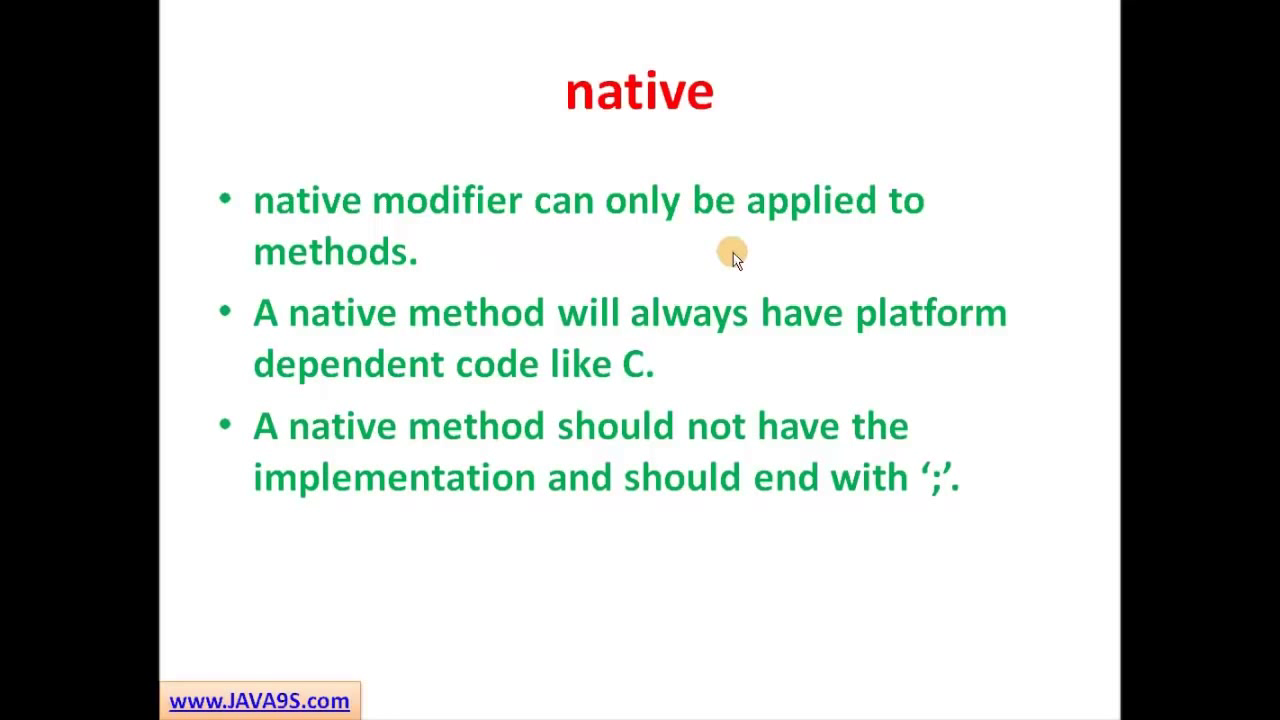 native
• native modifier can only be applied to
methods.
• A native method will always have platform
dependent code like C.
• A native method should not have the
implementation and should end with ‘;’.
www.JAVA9S.com